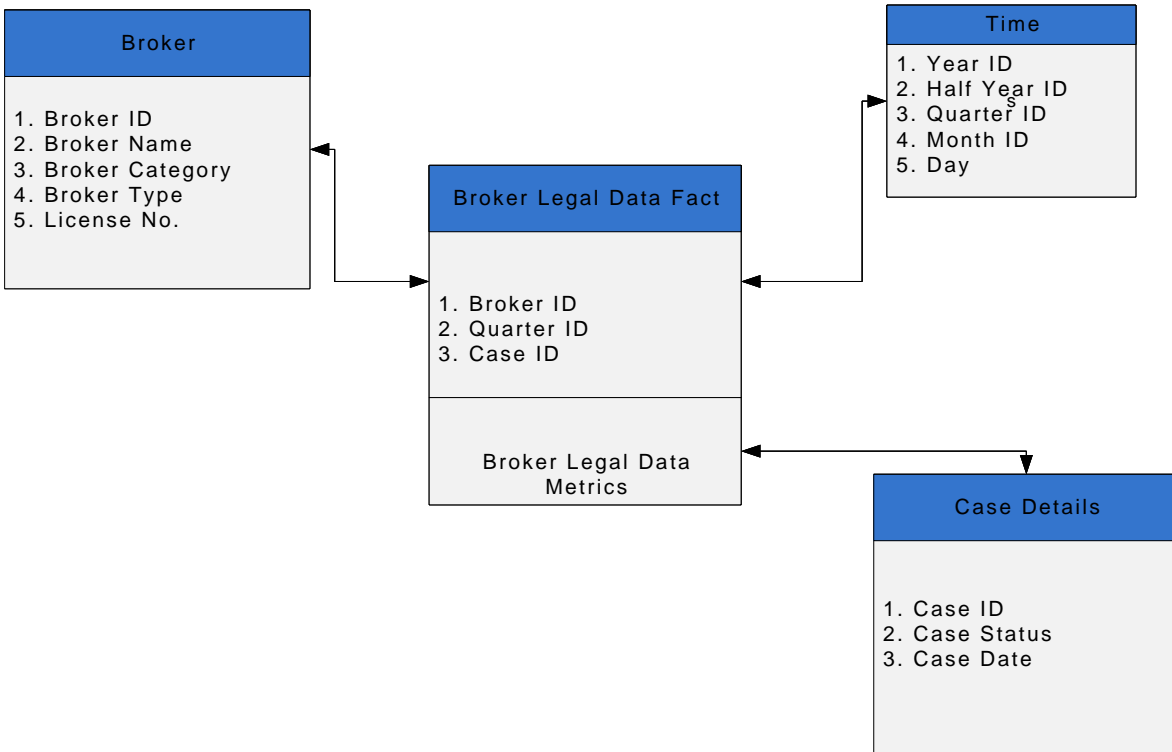 Broker
1. Broker ID
2. Broker Name
3. Broker Category
4. Broker Type
5. License No.
Time
1. Year ID
2. Half Year ID
s
3. Quarter ID
4. Month ID
5. Day
Broker Legal Data Fact
1. Broker ID
2. Quarter ID
3. Case ID
Broker Legal Data
Metrics
Case Details
1. Case ID
2. Case Status
3. Case Date